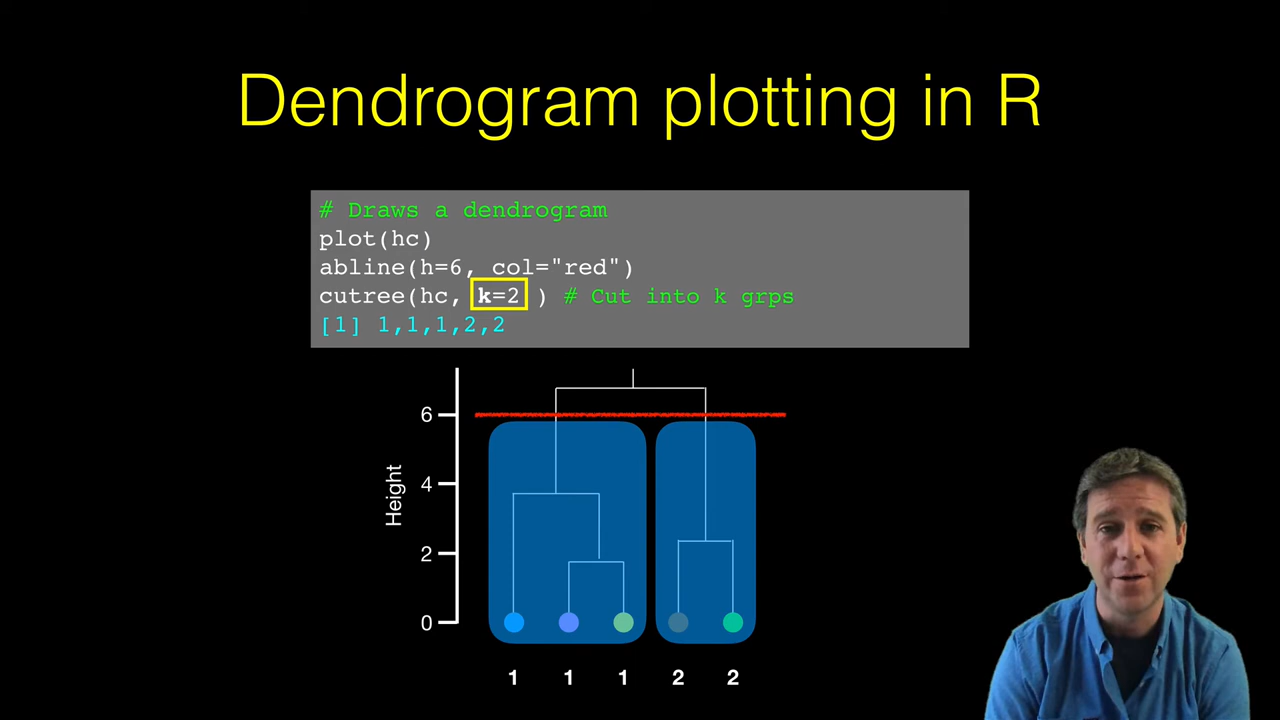 Dendrogram plotting in R
# Draws a dendrogram
plot(hc)
abline(h=6, col="red")
cutree(hc, k=2 ) # Cut into k grps
[1] 1,1,1,2,2
Height
6
4
2
0
1 1 1 2 2